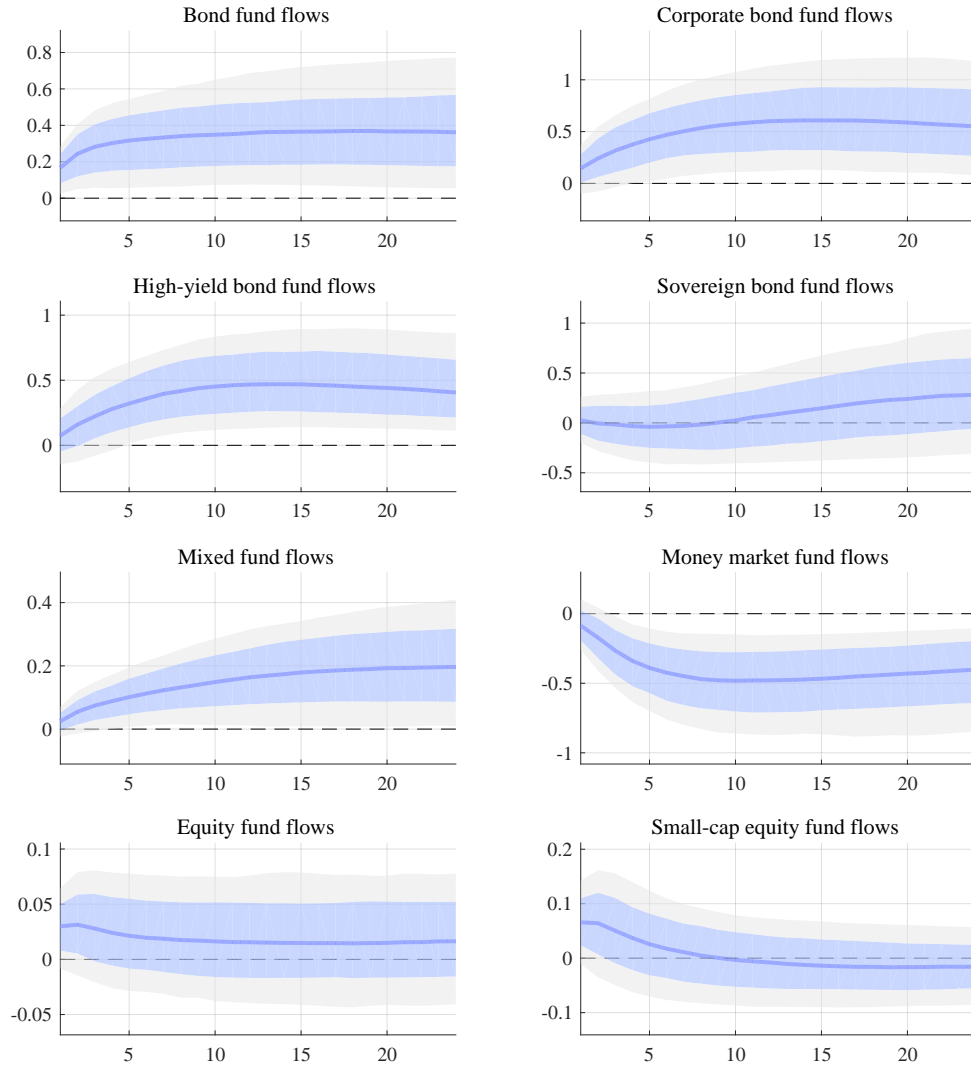 Bond fund flows
0.8
0.6
0.4
0.2
0
5 10 15 20
Corporate bond fund flows
1
0.5
0
5 10 15 20
High-yield bond fund flows
1
0.5
0
5 10 15 20
Sovereign bond fund flows
1
0.5
0
-0.5
5 10 15 20
Mixed fund flows
0.4
0.2
0
5 10 15 20
Money market fund flows
0
-0.5
-1
5 10 15 20
Equity fund flows
0.1
0.05
0
-0.05
5 10 15 20
Small-cap equity fund flows
0.2
0.1
0
-0.1
5 10 15 20